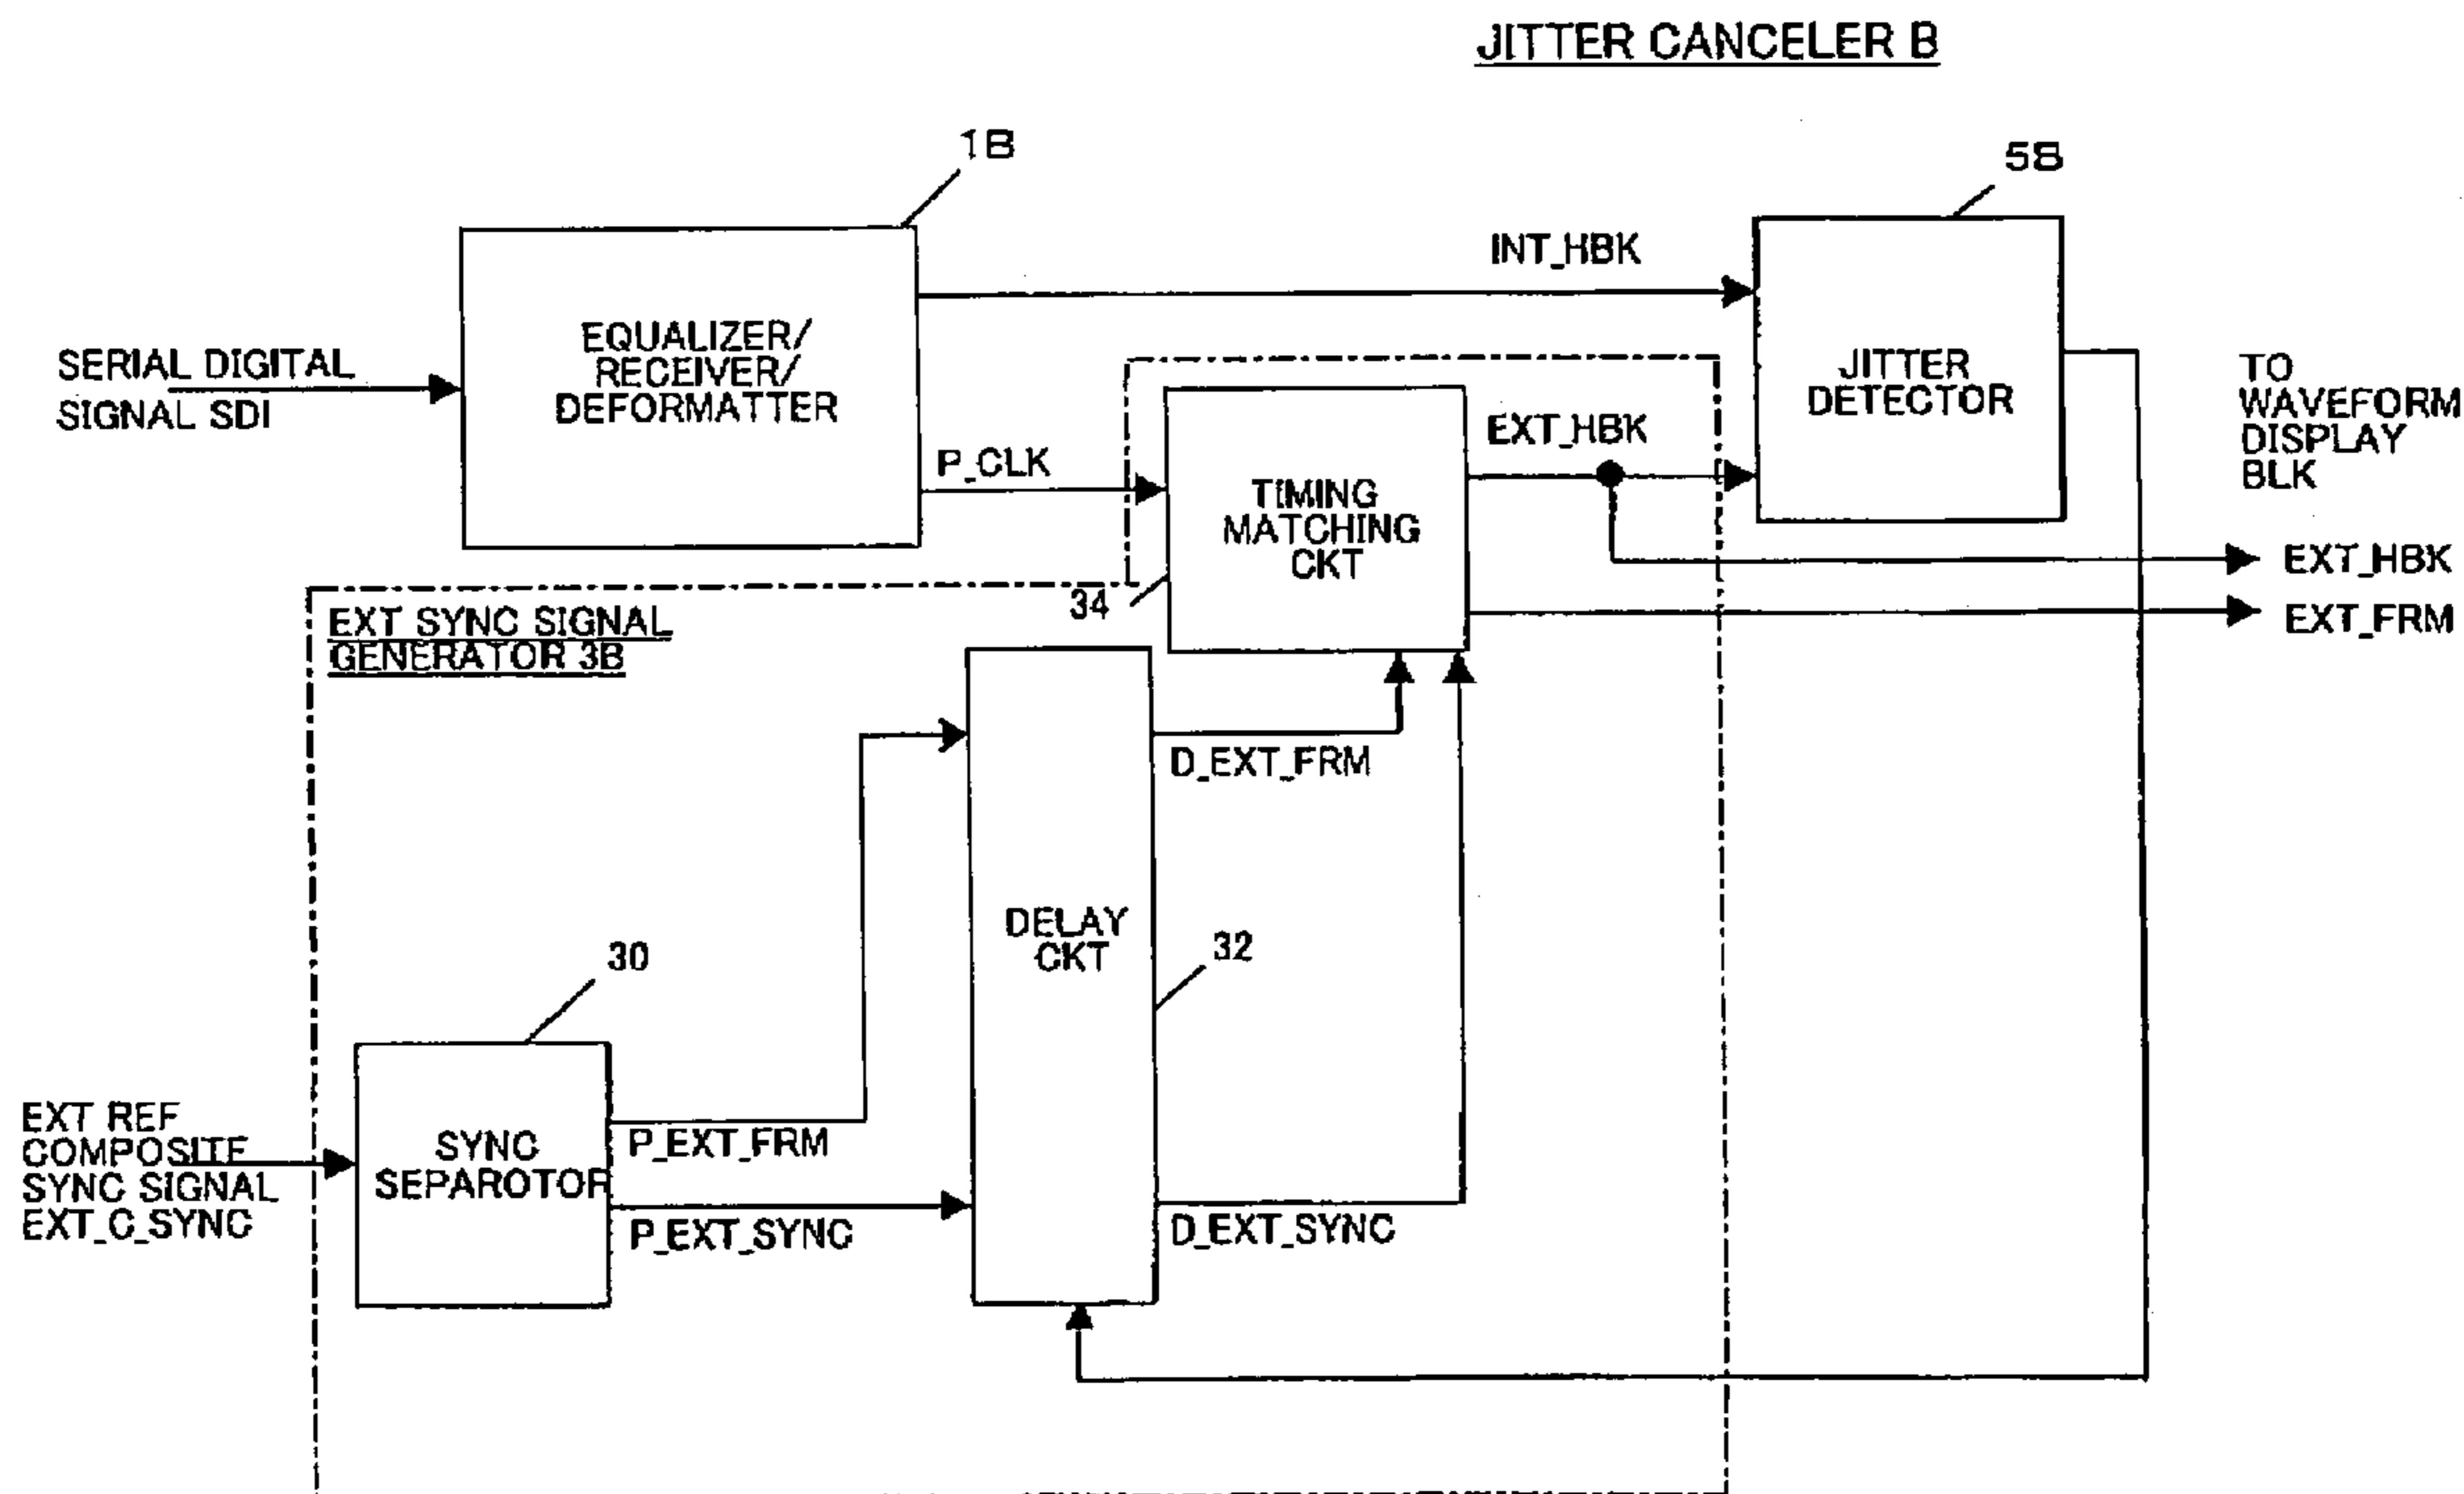 JITTER CANCELER B
1B
5B
INT_HBK
EQUALIZER/
RECEIVER/
DEFORMATTER
SERIAL DIGITAL
SIGNAL SDI
JITTER
DETECTOR
TO
WAVEFORM
DISPLAY
BLK
EXT_HBK
P_CLK
TIMING
MATCHING
CKT
EXT_HBK
34
EXT_FRM
EXT SYNC SIGNAL
GENERATOR 3B
D_EXT_FRM
DELAY
CKT
32
30
EXT REF
COMPOSITE
SYNC SIGNAL
EXT_C_SYNC
SYNC
SEPAROTOR
P_EXT_FRM
P_EXT_SYNC
D_EXT_SYNC